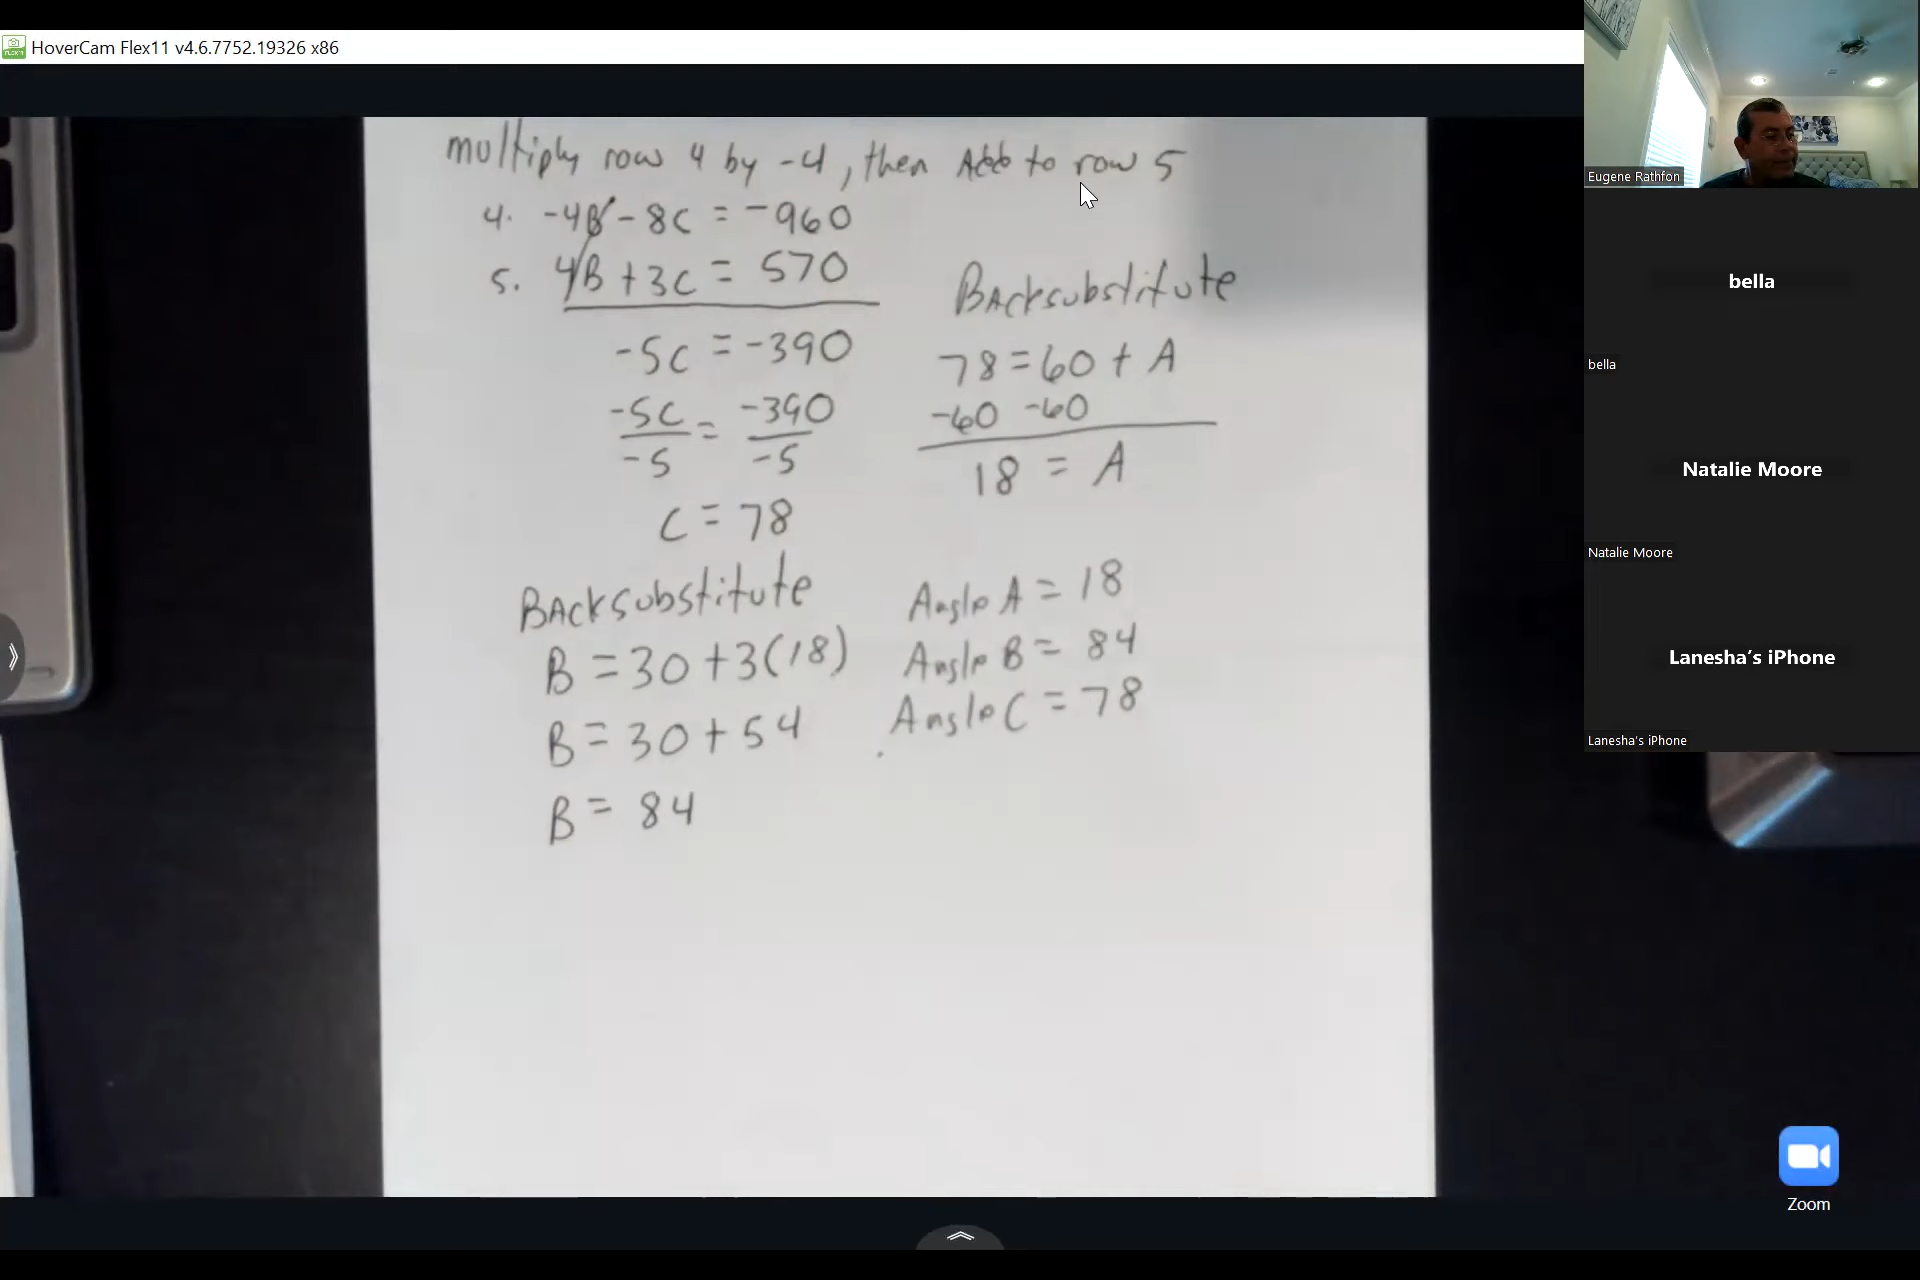 HoverCam Flex11 v4.6.7752.19326 x86
multiply row 4 by -4, then Add to row 5
4. -4B - 8C = -960
5. 4B + 3C = 570
-5C = -390
-5C = -390
-5 -5
C = 78
Backsubstitute
B = 30 + 3(18)
B = 30 + 54
B = 84
Backsubstitute
78 = 60 + A
-60 -60
18 = A
Angle A = 18
Angle B = 84
Angle C = 78
Eugene Rathfon
bella
bella
Natalie Moore
Natalie Moore
Lanesha's iPhone
Lanesha's iPhone
Zoom